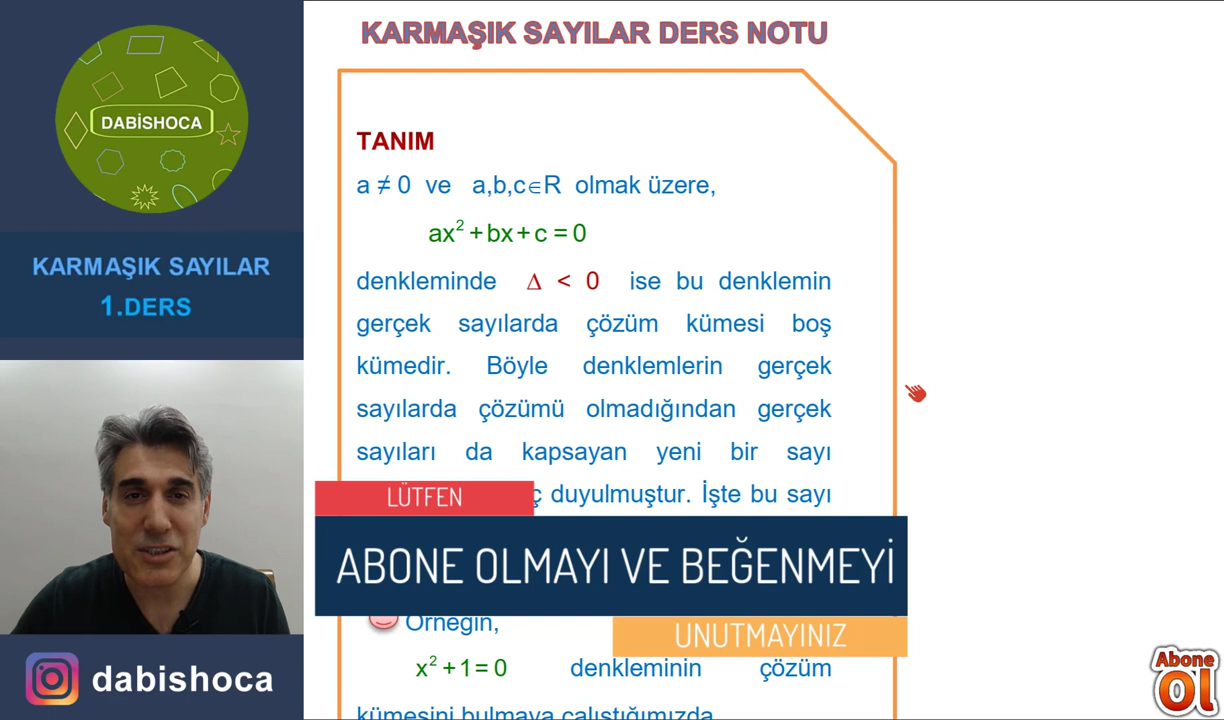 KARMAŞIK SAYILAR DERS NOTU
DABİSHOCA
KARMAŞIK SAYILAR
1.DERS
TANIM
a ≠ 0 ve a,b,c∈R olmak üzere,
ax² + bx + c = 0
denkleminde Δ < 0 ise bu denklemin
gerçek sayılarda çözüm kümesi boş
kümedir. Böyle denklemlerin gerçek
sayılarda çözümü olmadığından gerçek
sayıları da kapsayan yeni bir sayı
duyulmuştur. İşte bu sayı
LÜTFEN
ABONE OLMAYI VE BEĞENMEYİ
UNUTMAYINIZ
Örneğin,
x² + 1 = 0 denkleminin çözüm
kümesini bulmaya çalıştığımızda
dabishoca
Abone
Ol